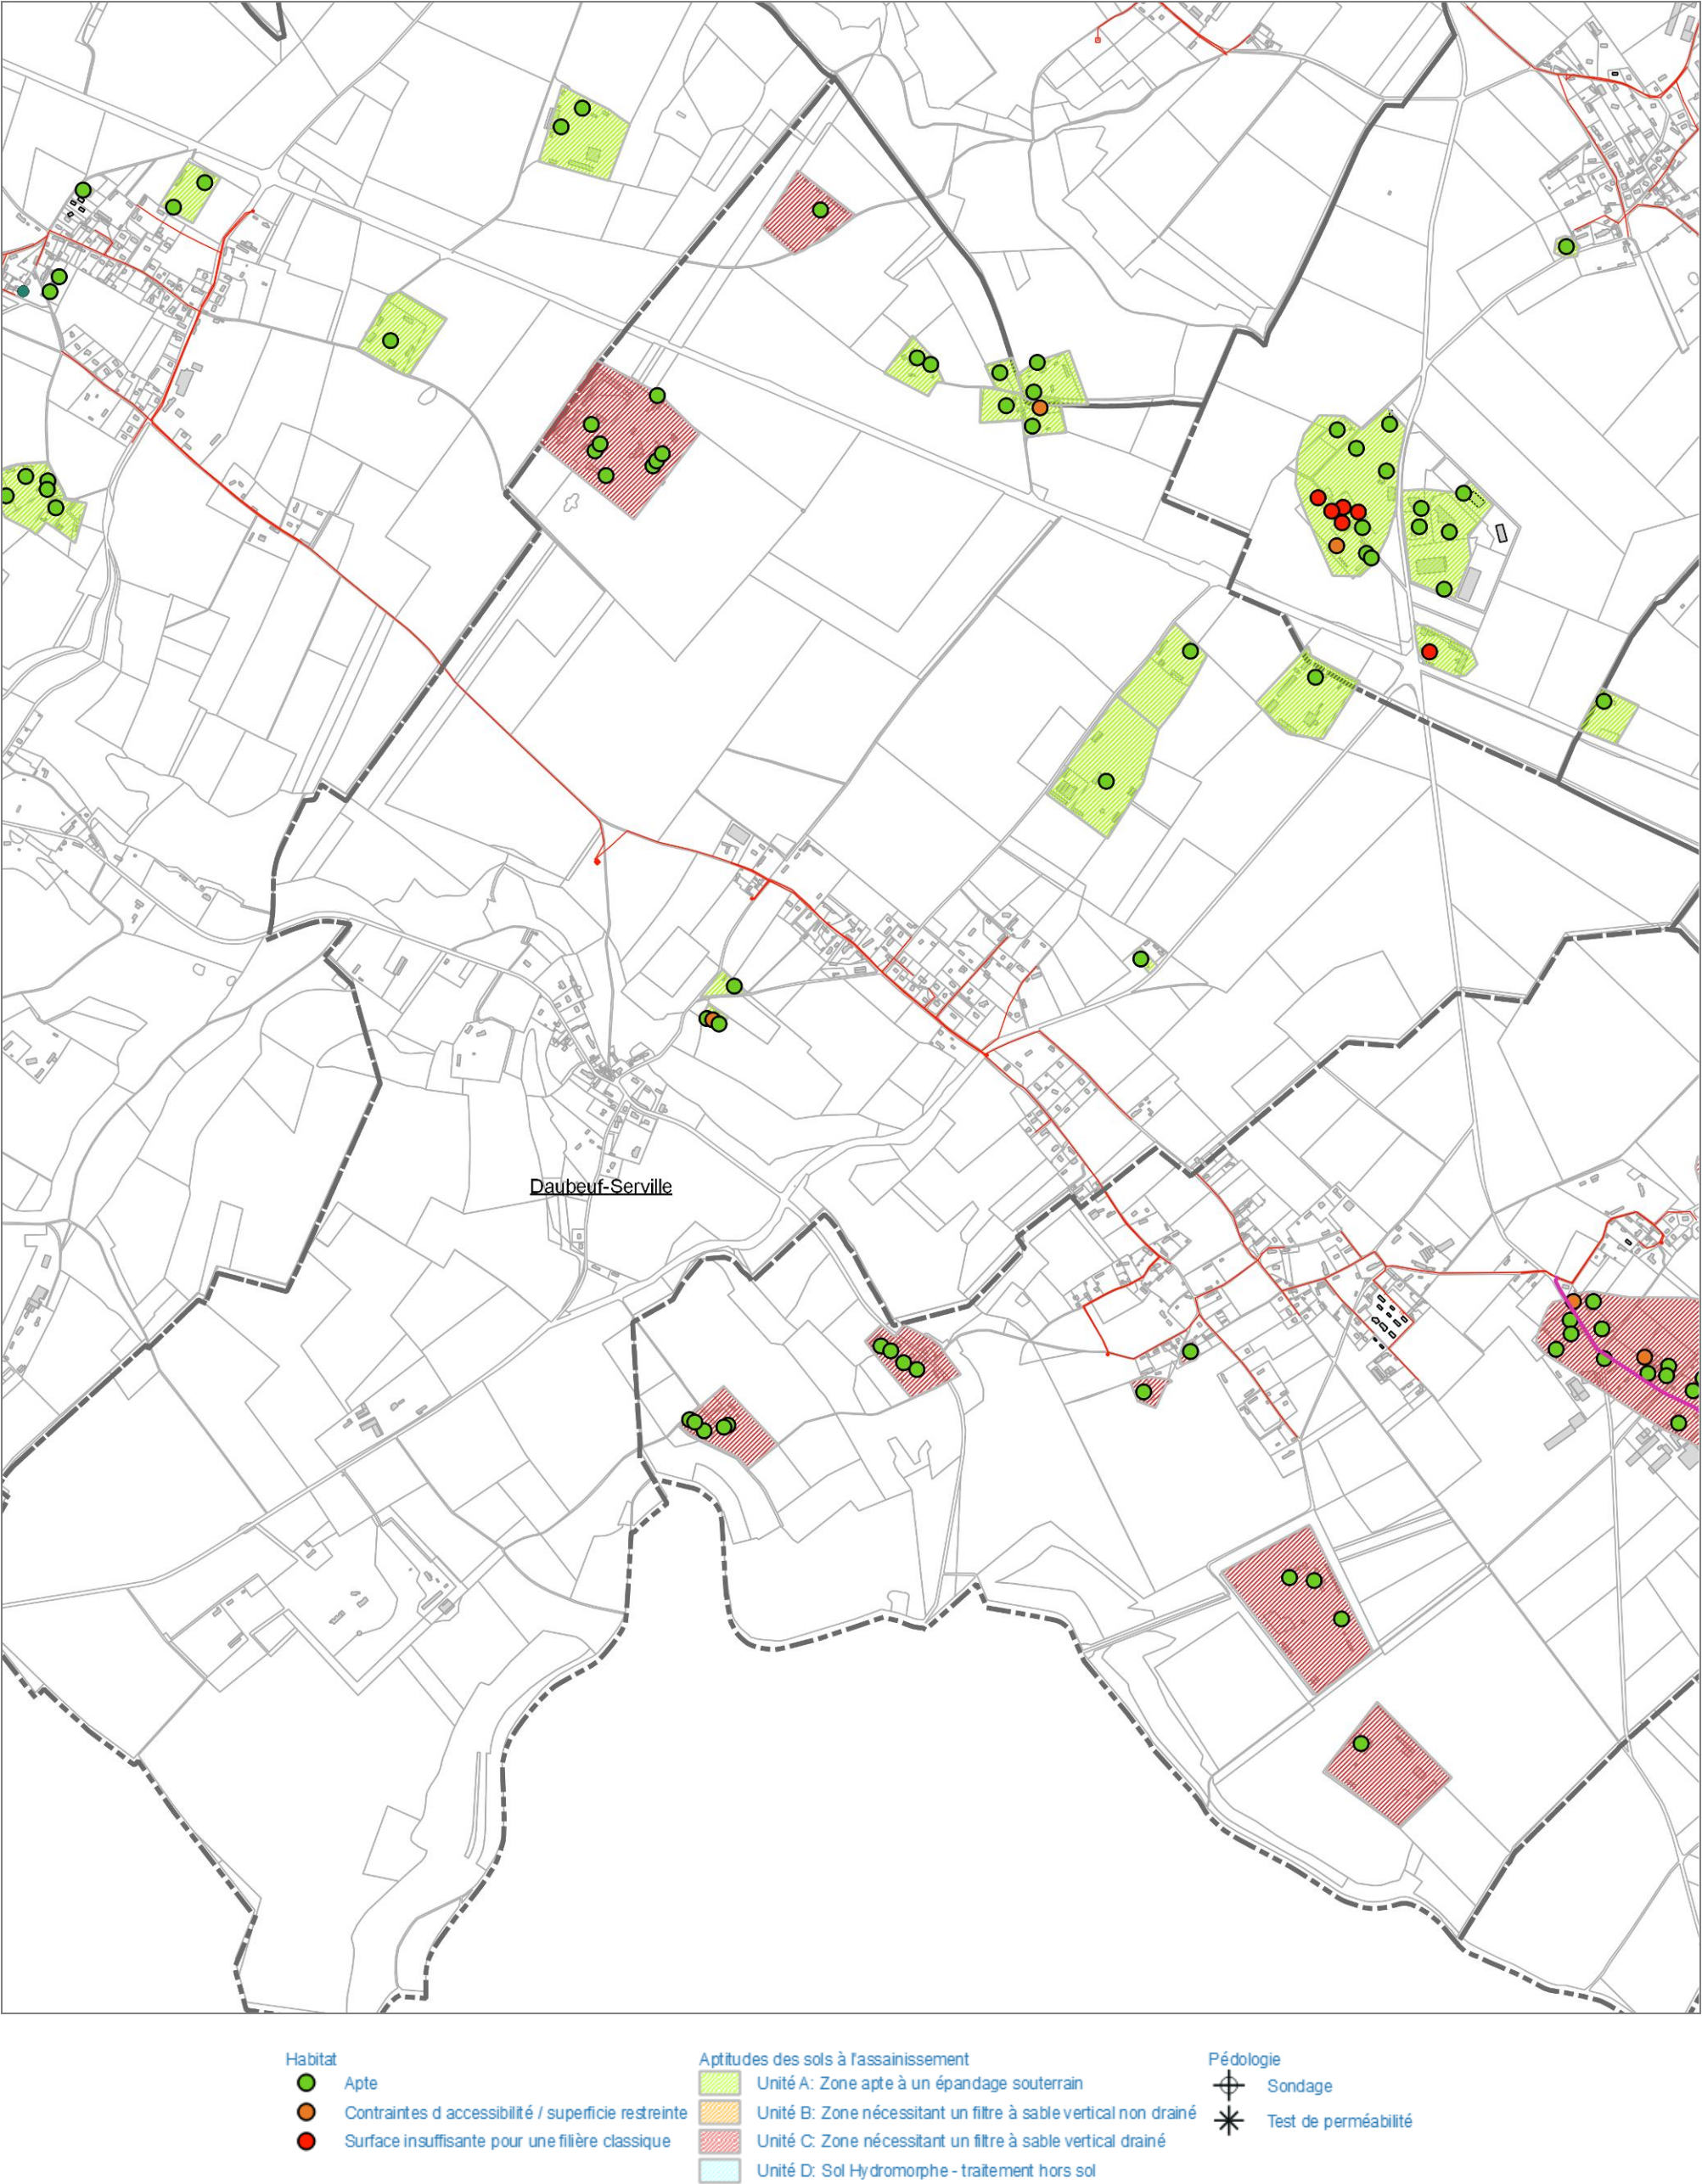 Daubeuf-Serville
Habitat
Apte
Contraintes d accessibilité / superficie restreinte
Surface insuffisante pour une filière classique
Aptitudes des sols à l'assainissement
Unité A: Zone apte à un épandage souterrain
Unité B: Zone nécessitant un filtre à sable vertical non drainé
Unité C: Zone nécessitant un filtre à sable vertical drainé
Unité D: Sol Hydromorphe - traitement hors sol
Pédologie
Sondage
Test de perméabilité